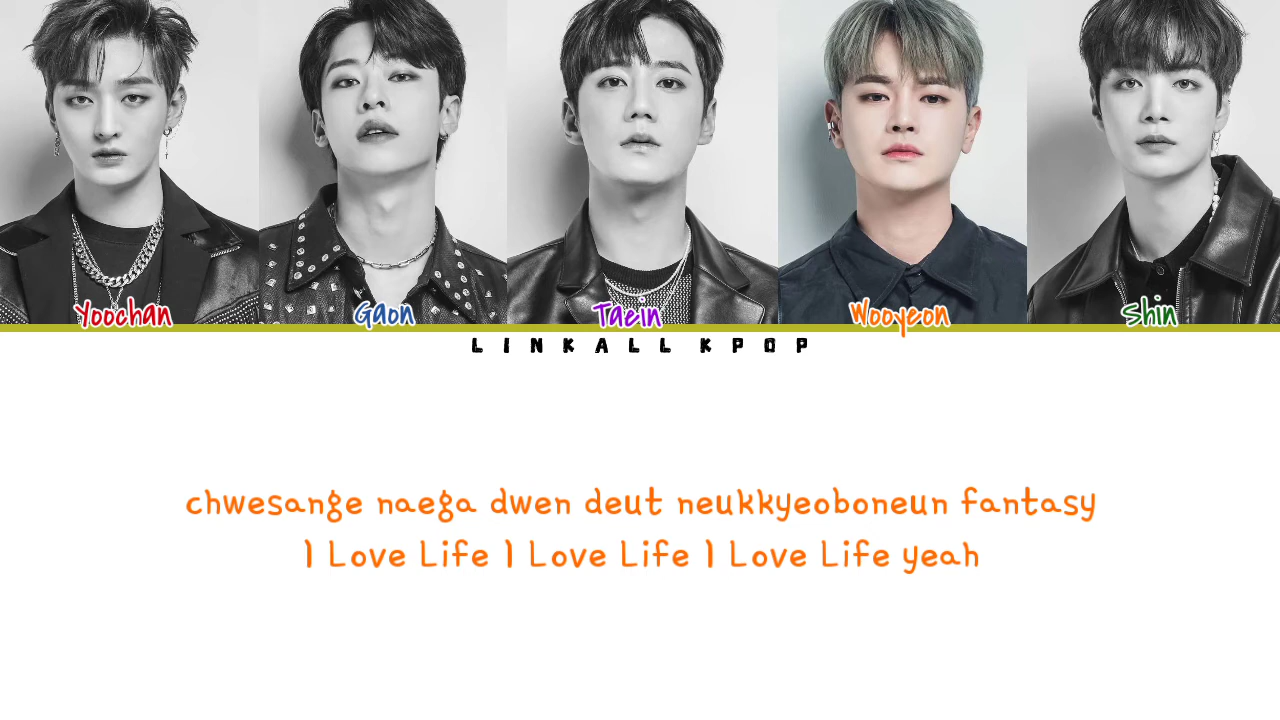 Yoochan Gaon Taein Wooyeon Shin
LINKALL KPOP
chwesange naega dwen deut neukkyeoboneun fantasy
I Love Life I Love Life I Love Life yeah